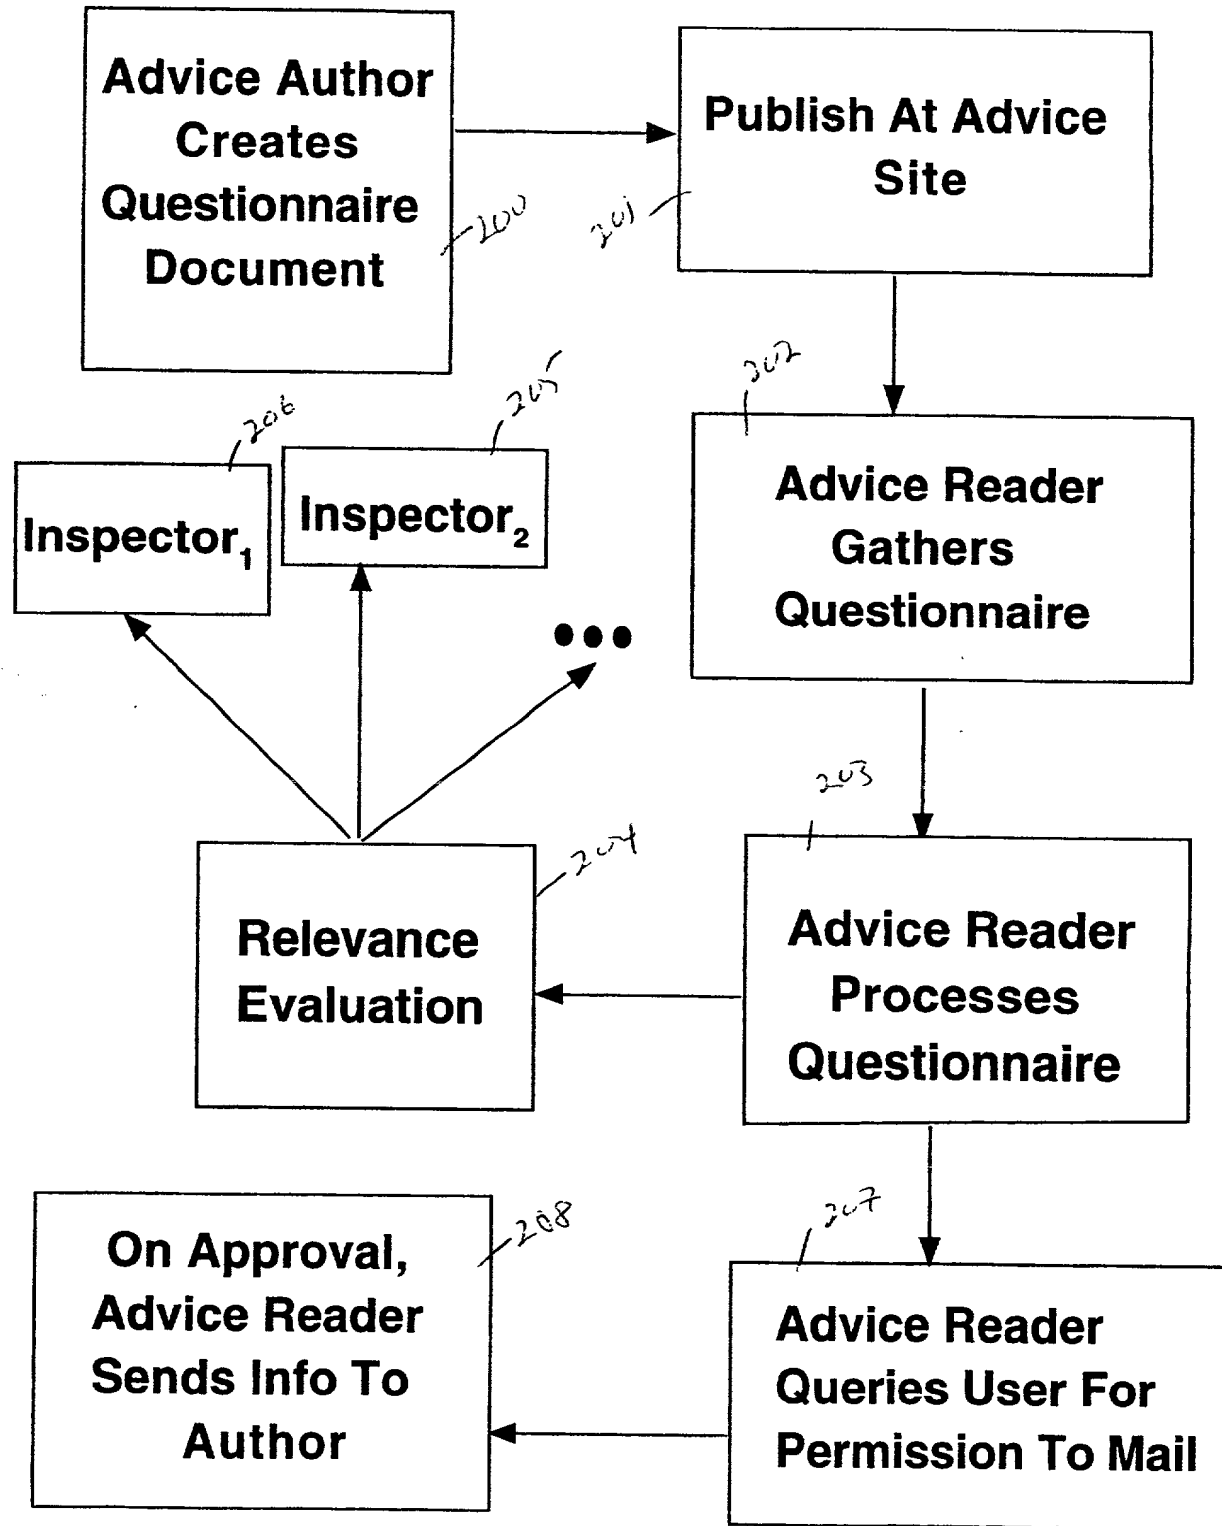 Advice Author
Creates
Questionnaire
Document
200
Publish At Advice
Site
201
202
Advice Reader
Gathers
Questionnaire
206
Inspector₁
205
Inspector₂
•••
203
Advice Reader
Processes
Questionnaire
204
Relevance
Evaluation
207
Advice Reader
Queries User For
Permission To Mail
208
On Approval,
Advice Reader
Sends Info To
Author